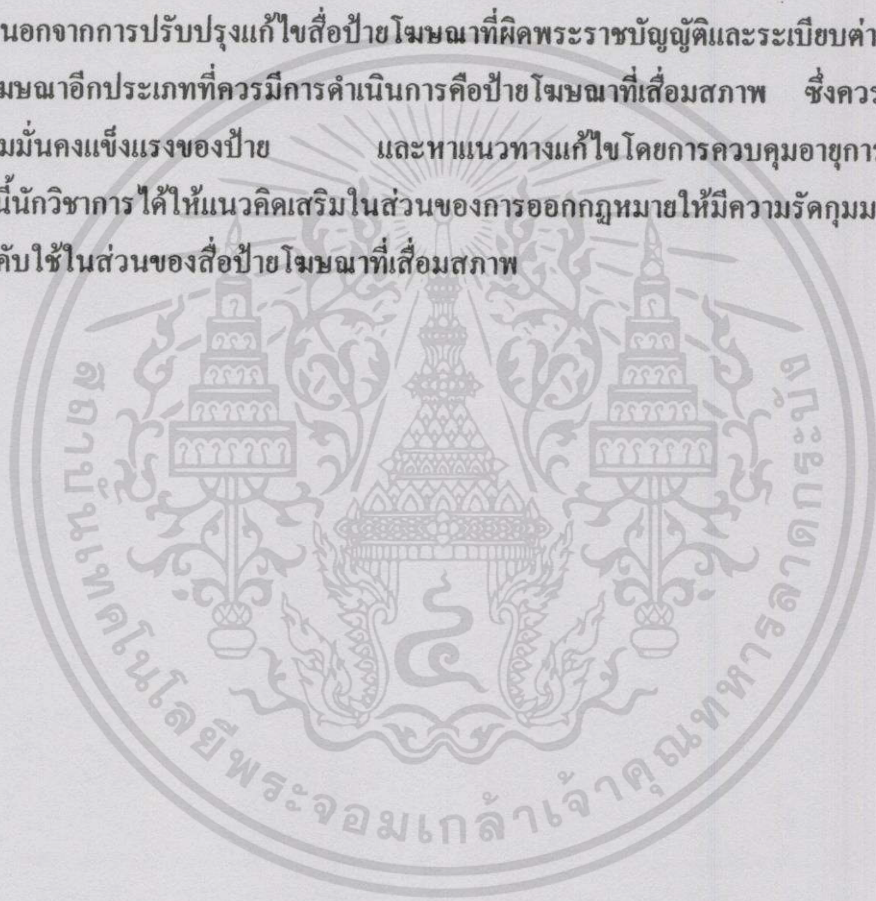 นอกจากการปรับปรุงแก้ไขสื่อป้ายโฆษณาที่ผิดพระราชบัญญัติและระเบียบต่า
มษณาอีกประเภทที่ควรมีการดำเนินการคือป้ายโฆษณาที่เสื่อมสภาพ ซึ่งควร
มมั่นคงแข็งแรงของป้าย และหาแนวทางแก้ไขโดยการควบคุมอายุการ
นี้นักวิชาการได้ให้แนวคิดเสริมในส่วนของการออกกฎหมายให้มีความรัดกุมม
คับใช้ในส่วนของสื่อป้ายโฆษณาที่เสื่อมสภาพ
สถาบันเทคโนโลยีพระจอมเกล้าเจ้าคุณทหารลาดกระบัง